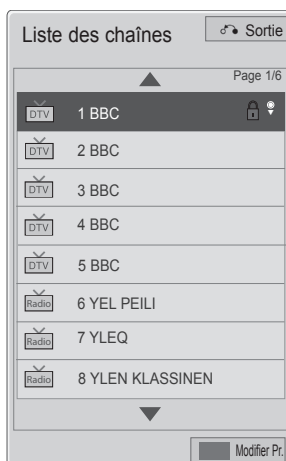 Liste des chaînes
Sortie
Page 1/6
DTV 1 BBC
DTV 2 BBC
DTV 3 BBC
DTV 4 BBC
DTV 5 BBC
Radio 6 YEL PEILI
Radio 7 YLEQ
Radio 8 YLEN KLASSINEN
Modifier Pr.